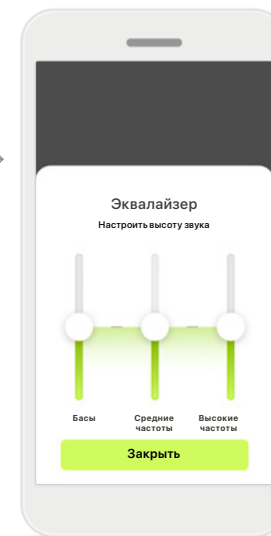 Эквалайзер
Настроить высоту звука
Басы Средние Высокие
частоты частоты
Закрыть